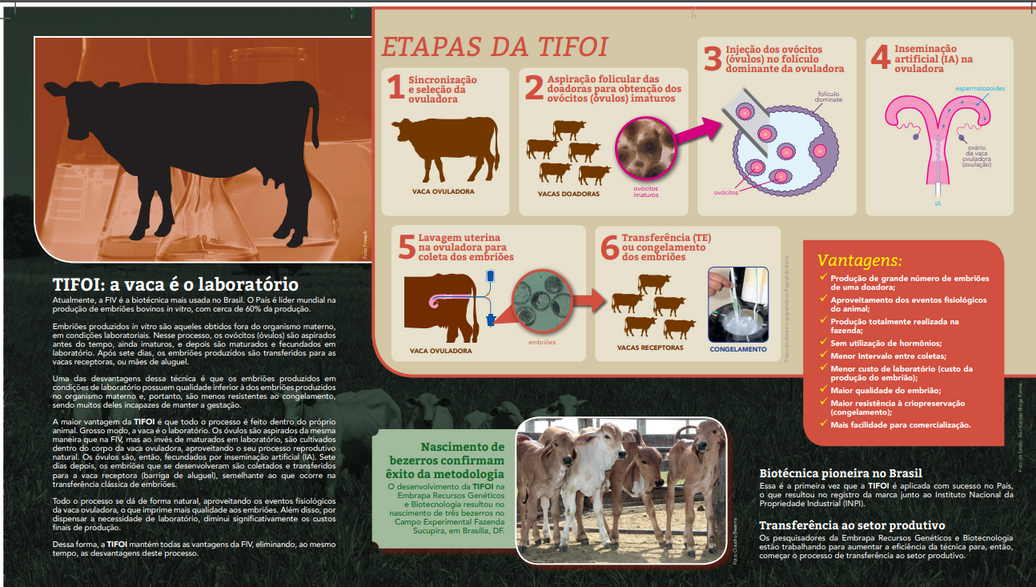 TIFOI: a vaca é o laboratório
Atualmente, a FIV é a biotécnica mais usada no Brasil. O País é líder mundial na
produção de embriões bovinos in vitro, com cerca de 60% da produção.
Embriões produzidos in vitro são aqueles obtidos fora do organismo materno,
em condições laboratoriais. Nesse processo, os ovócitos (óvulos) são aspirados
antes do tempo, ainda imaturos, e depois são maturados e fecundados em
laboratório. Após sete dias, os embriões produzidos são transferidos para as
vacas receptoras, ou mães de aluguel.
Uma das desvantagens dessa técnica é que os embriões produzidos em
condições de laboratório possuem qualidade inferior à dos embriões produzidos
no organismo materno e, portanto, são menos resistentes ao congelamento,
sendo muitos deles incapazes de manter a gestação.
A maior vantagem da TIFOI é que todo o processo é feito dentro do próprio
animal. Grosso modo, a vaca é o laboratório. Os óvulos são aspirados da mesma
maneira que na FIV, mas ao invés de maturados em laboratório, são cultivados
dentro do corpo da vaca ovuladora, aproveitando o seu processo reprodutivo
natural. Os óvulos são, então, fecundados por inseminação artificial (IA). Sete
dias depois, os embriões que se desenvolveram são coletados e transferidos
para a vaca receptora (barriga de aluguel), semelhante ao que ocorre na
transferência clássica de embriões.
Todo o processo se dá de forma natural, aproveitando os eventos fisiológicos
da vaca ovuladora, o que imprime mais qualidade aos embriões. Além disso, por
dispensar a necessidade de laboratório, diminui significativamente os custos
finais de produção.
Dessa forma, a TIFOI mantém todas as vantagens da FIV, eliminando, ao mesmo
tempo, as desvantagens deste processo.
Foto: Freepik
ETAPAS DA TIFOI
1 Sincronização
e seleção da
ovuladora
VACA OVULADORA
2 Aspiração folicular das
doadoras para obtenção dos
ovócitos (óvulos) imaturos
VACAS DOADORAS
ovócitos
imaturos
3 Injeção dos ovócitos
(óvulos) no folículo
dominante da ovuladora
folículo
dominate
ovócitos
4 Inseminação
artificial (IA) na
ovuladora
espermatozoides
ovário
da vaca
ovuladora
(ovulação)
IA
5 Lavagem uterina
na ovuladora para
coleta dos embriões
VACA OVULADORA
embriões
6 Transferência (TE)
ou congelamento
dos embriões
VACAS RECEPTORAS
CONGELAMENTO
Vantagens:
✓ Produção de grande número de embriões
de uma doadora;
✓ Aproveitamento dos eventos fisiológicos
do animal;
✓ Produção totalmente realizada na
fazenda;
✓ Sem utilização de hormônios;
✓ Menor Intervalo entre coletas;
✓ Menor custo de laboratório (custo da
produção do embrião);
✓ Maior qualidade do embrião;
✓ Maior resistência à criopreservação
(congelamento);
✓ Mais facilidade para comercialização.
Nascimento de
bezerros confirmam
êxito da metodologia
O desenvolvimento da TIFOI na
Embrapa Recursos Genéticos
e Biotecnologia resultou no
nascimento de três bezerros no
Campo Experimental Fazenda
Sucupira, em Brasília, DF.
Biotécnica pioneira no Brasil
Essa é a primeira vez que a TIFOI é aplicada com sucesso no País,
o que resultou no registro da marca junto ao Instituto Nacional da
Propriedade Industrial (INPI).
Transferência ao setor produtivo
Os pesquisadores da Embrapa Recursos Genéticos e Biotecnologia
estão trabalhando para aumentar a eficiência da técnica para, então,
começar o processo de transferência ao setor produtivo.